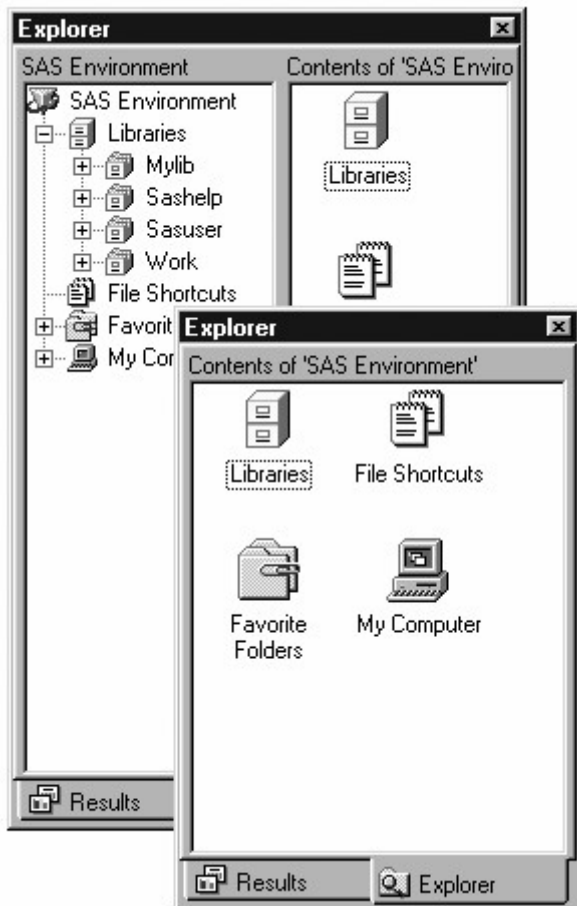 Explorer
SAS Environment
Contents of 'SAS Enviro
SAS Environment
Libraries
Mylib
Sashelp
Sasuser
Work
File Shortcuts
Favorit
My Cor
Libraries
Results
Explorer
Contents of 'SAS Environment'
Libraries
File Shortcuts
Favorite
Folders
My Computer
Results
Explorer